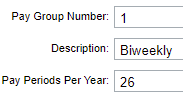 Pay Group Number: 1
Description: Biweekly
Pay Periods Per Year: 26